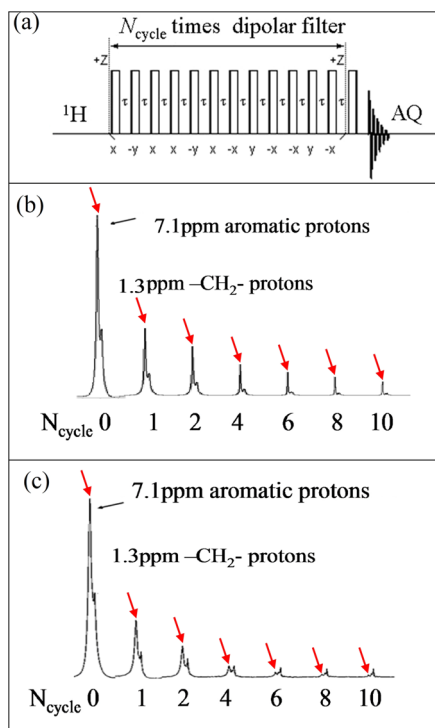 (a)
N_cycle times dipolar filter
+Z +Z
¹H τ τ τ τ τ τ τ τ τ τ τ τ AQ
x -y x x -y x -x y -x -x y -x
(b)
7.1ppm aromatic protons
1.3ppm –CH₂- protons
N_cycle 0 1 2 4 6 8 10
(c)
7.1ppm aromatic protons
1.3ppm –CH₂- protons
N_cycle 0 1 2 4 6 8 10